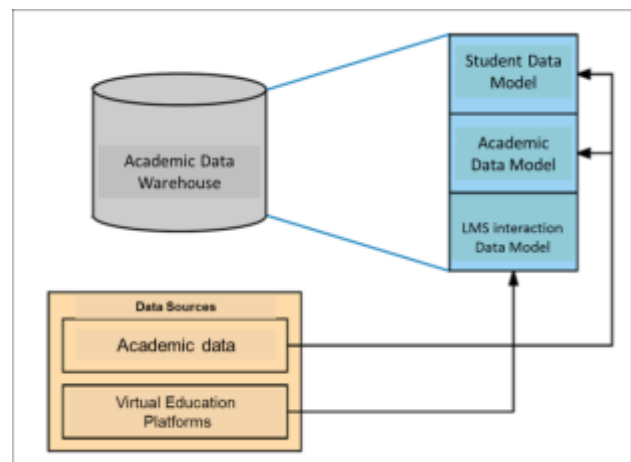 Student Data
Model
Academic
Data Model
LMS interaction
Data Model
Academic Data
Warehouse
Data Sources
Academic data
Virtual Education
Platforms